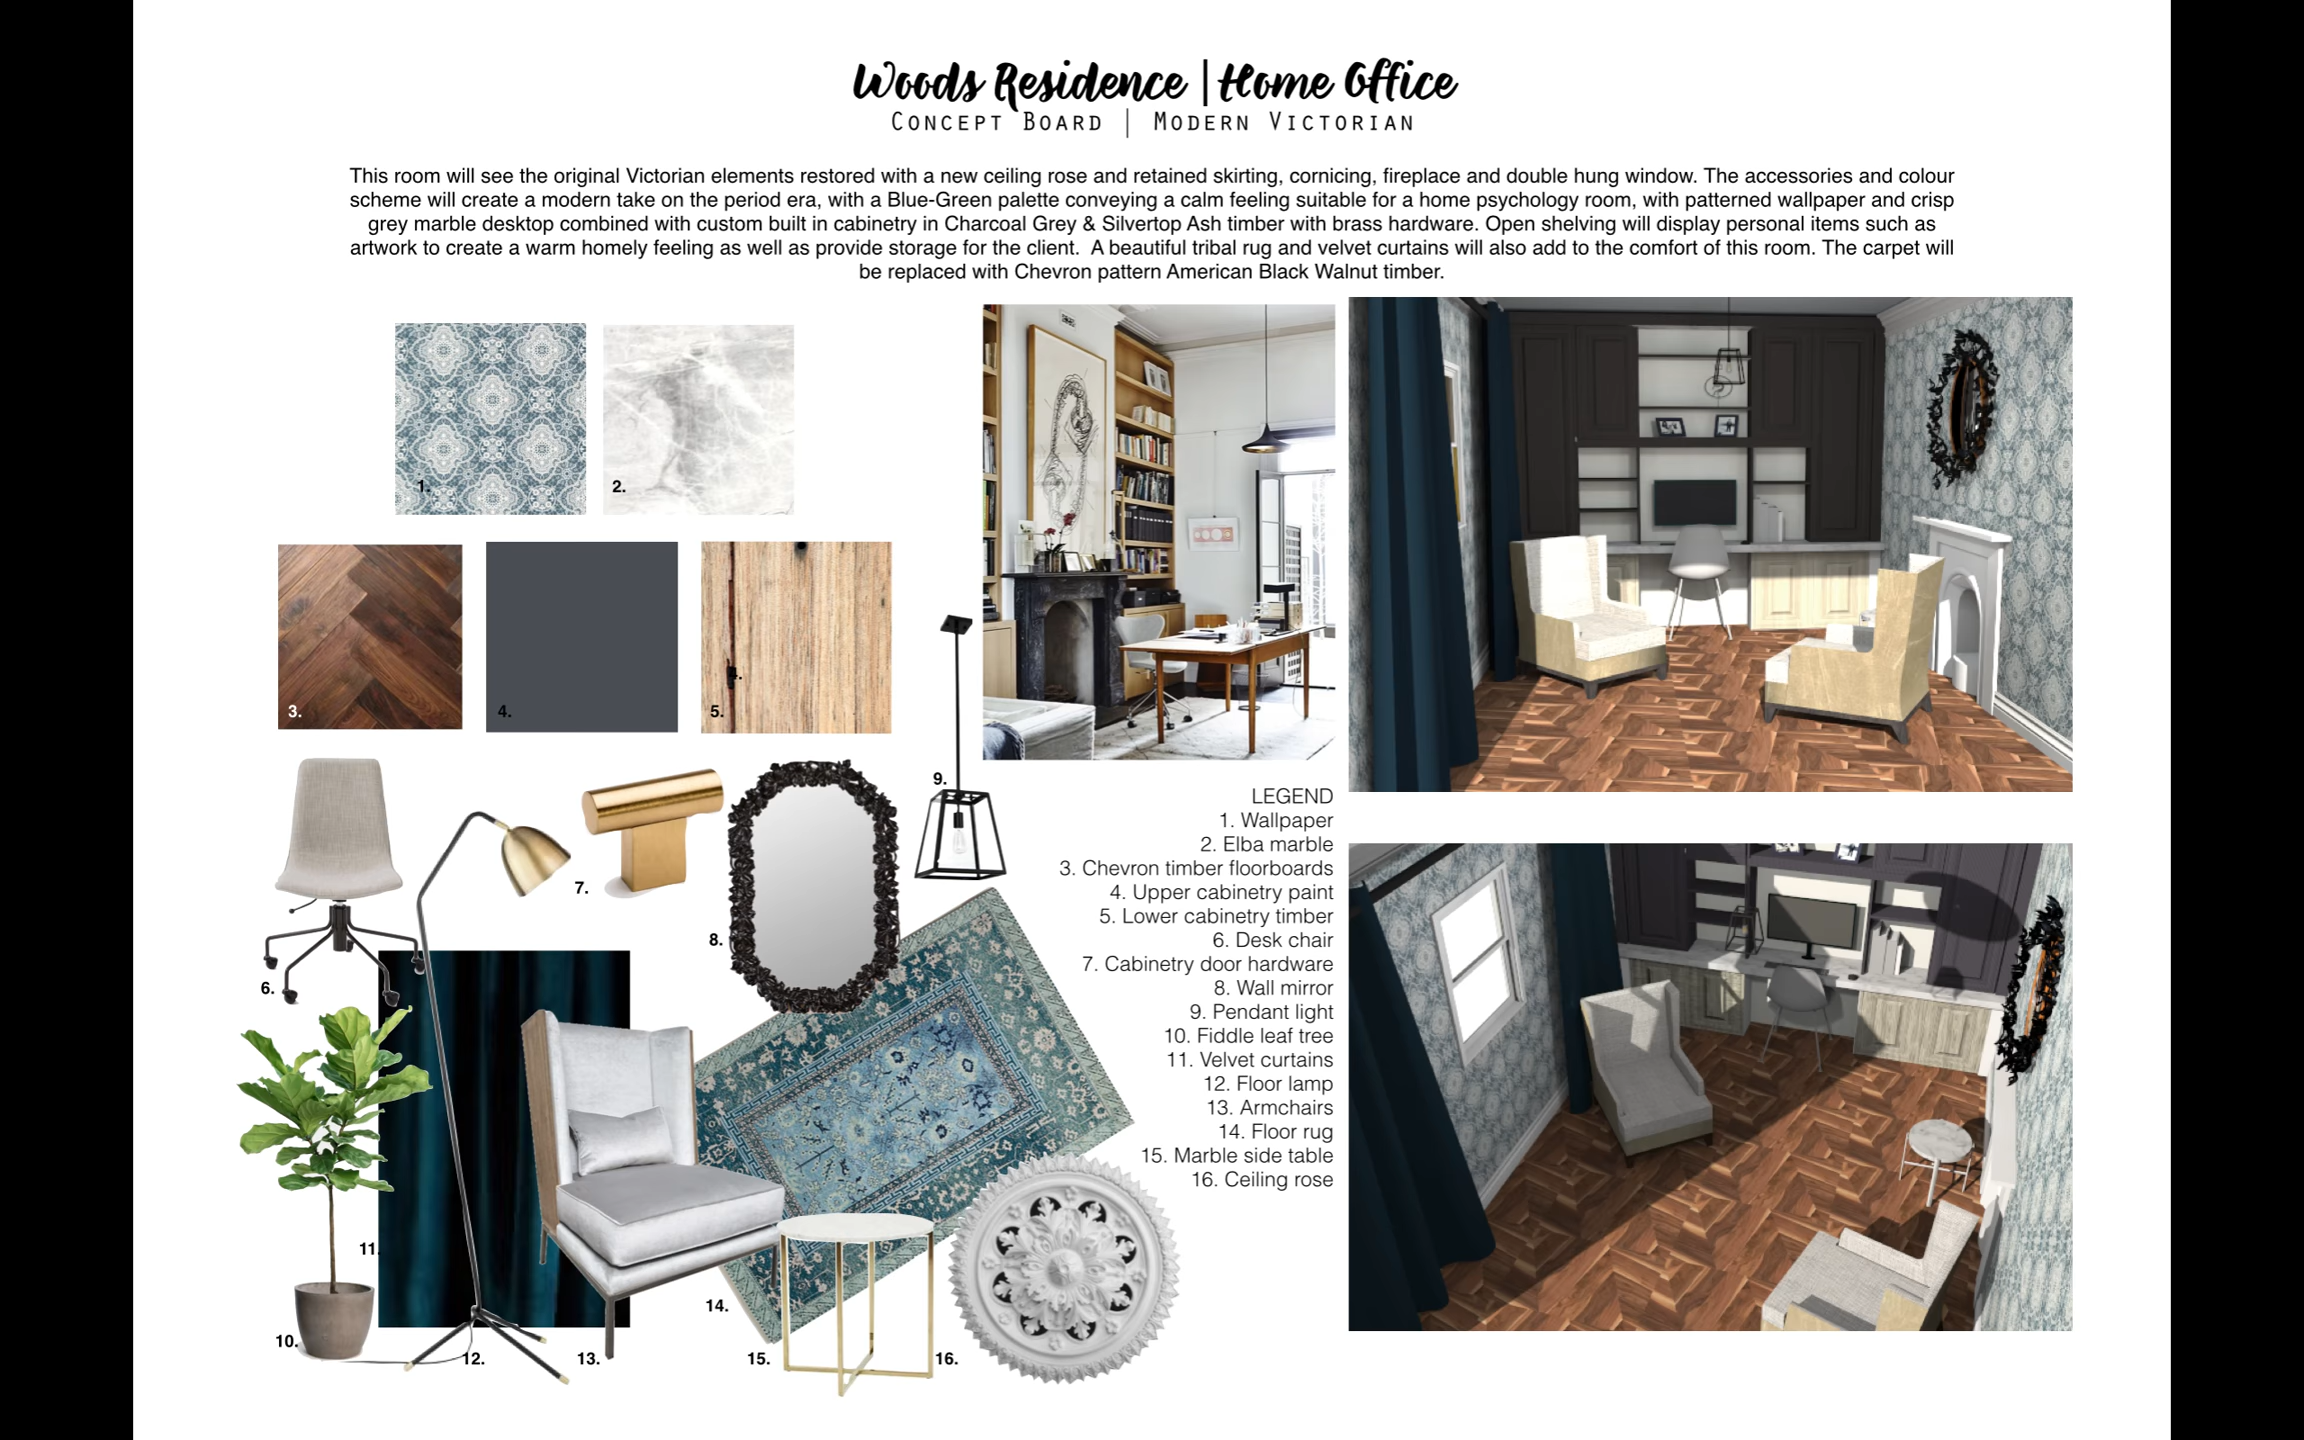 Woods Residence | Home Office
Concept Board | Modern Victorian
This room will see the original Victorian elements restored with a new ceiling rose and retained skirting, cornicing, fireplace and double hung window. The accessories and colour
scheme will create a modern take on the period era, with a Blue-Green palette conveying a calm feeling suitable for a home psychology room, with patterned wallpaper and crisp
grey marble desktop combined with custom built in cabinetry in Charcoal Grey & Silvertop Ash timber with brass hardware. Open shelving will display personal items such as
artwork to create a warm homely feeling as well as provide storage for the client.  A beautiful tribal rug and velvet curtains will also add to the comfort of this room. The carpet will
be replaced with Chevron pattern American Black Walnut timber.
1.
2.
3.
4.
4.
5.
6.
7.
8.
9.
10.
11.
12.
13.
14.
15.
16.
LEGEND
1. Wallpaper
2. Elba marble
3. Chevron timber floorboards
4. Upper cabinetry paint
5. Lower cabinetry timber
6. Desk chair
7. Cabinetry door hardware
8. Wall mirror
9. Pendant light
10. Fiddle leaf tree
11. Velvet curtains
12. Floor lamp
13. Armchairs
14. Floor rug
15. Marble side table
16. Ceiling rose